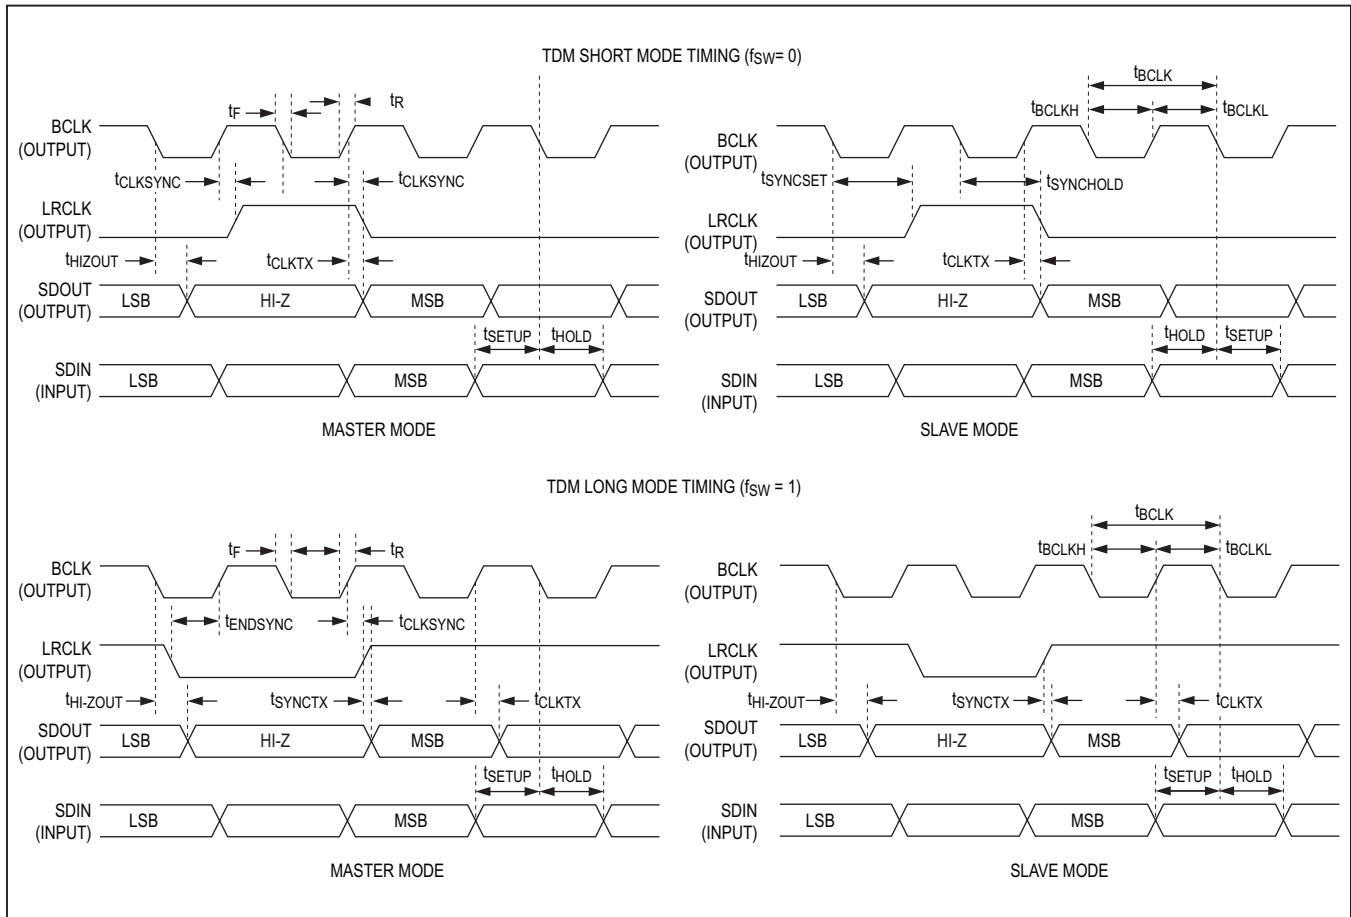 TDM SHORT MODE TIMING (fSW= 0)
tF
tR
BCLK
(OUTPUT)
tCLKSYNC
tCLKSYNC
LRCLK
(OUTPUT)
tHIZOUT
tCLKTX
SDOUT
(OUTPUT)
LSB
HI-Z
MSB
tSETUP
tHOLD
SDIN
(INPUT)
LSB
MSB
MASTER MODE
tBCLK
tBCLKH
tBCLKL
BCLK
(OUTPUT)
tSYNCSET
tSYNCHOLD
LRCLK
(OUTPUT)
tHIZOUT
tCLKTX
SDOUT
(OUTPUT)
LSB
HI-Z
MSB
tHOLD
tSETUP
SDIN
(INPUT)
LSB
MSB
SLAVE MODE
TDM LONG MODE TIMING (fSW = 1)
tF
tR
BCLK
(OUTPUT)
tENDSYNC
tCLKSYNC
LRCLK
(OUTPUT)
tHI-ZOUT
tSYNCTX
tCLKTX
SDOUT
(OUTPUT)
LSB
HI-Z
MSB
tSETUP
tHOLD
SDIN
(INPUT)
LSB
MSB
MASTER MODE
tBCLK
tBCLKH
tBCLKL
BCLK
(OUTPUT)
LRCLK
(OUTPUT)
tHI-ZOUT
tSYNCTX
tCLKTX
SDOUT
(OUTPUT)
LSB
HI-Z
MSB
tSETUP
tHOLD
SDIN
(INPUT)
LSB
MSB
SLAVE MODE